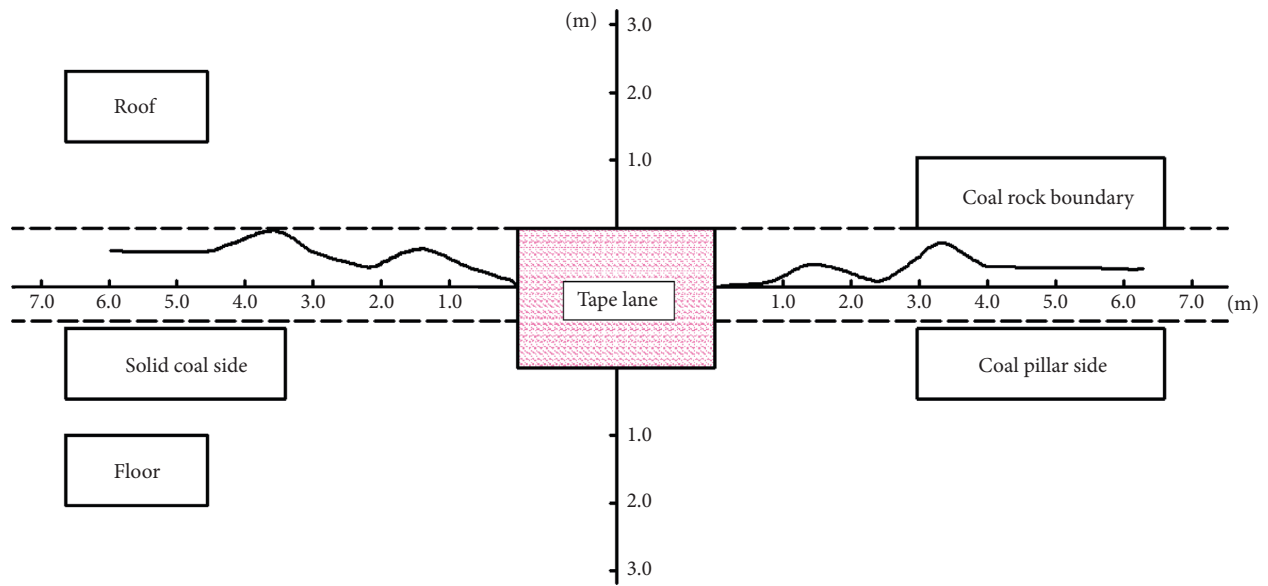 (m)
3.0
Roof
2.0
1.0
Coal rock boundary
7.0 6.0 5.0 4.0 3.0 2.0 1.0
Tape lane
1.0 2.0 3.0 4.0 5.0 6.0 7.0 (m)
Solid coal side
Coal pillar side
1.0
Floor
2.0
3.0